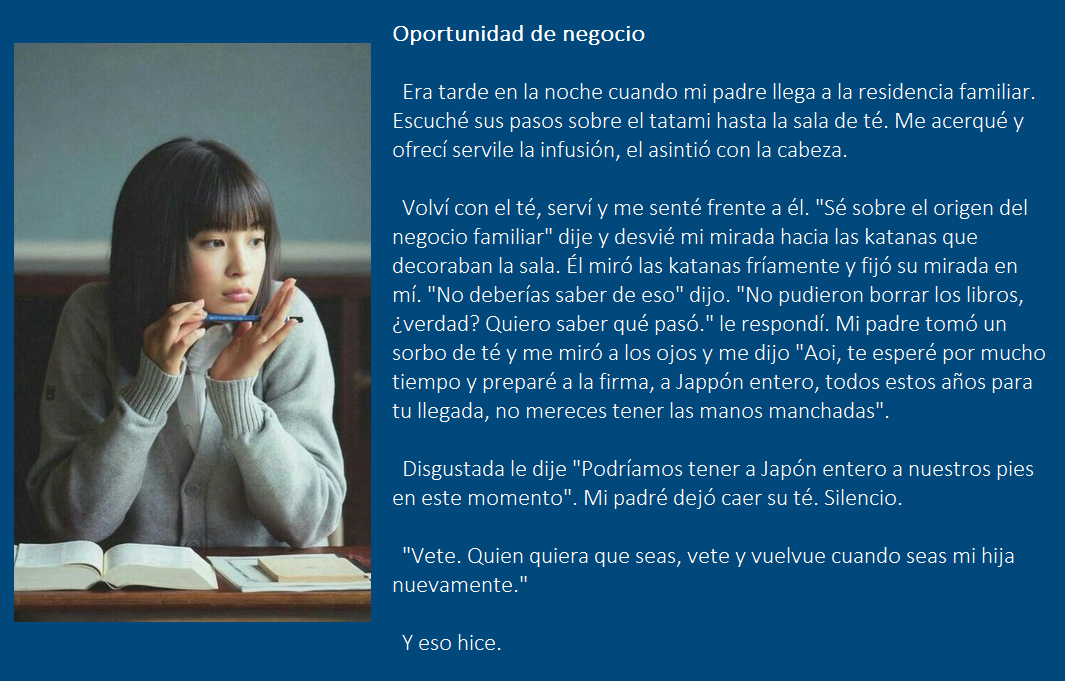 Oportunidad de negocio
Era tarde en la noche cuando mi padre llega a la residencia familiar.
Escuché sus pasos sobre el tatami hasta la sala de té. Me acerqué y
ofrecí servile la infusión, el asintió con la cabeza.
Volví con el té, serví y me senté frente a él. "Sé sobre el origen del
negocio familiar" dije y desvié mi mirada hacia las katanas que
decoraban la sala. Él miró las katanas fríamente y fijó su mirada en
mí. "No deberías saber de eso" dijo. "No pudieron borrar los libros,
¿verdad? Quiero saber qué pasó." le respondí. Mi padre tomó un
sorbo de té y me miró a los ojos y me dijo "Aoi, te esperé por mucho
tiempo y preparé a la firma, a Jappón entero, todos estos años para
tu llegada, no mereces tener las manos manchadas".
Disgustada le dije "Podríamos tener a Japón entero a nuestros pies
en este momento". Mi padré dejó caer su té. Silencio.
"Vete. Quien quiera que seas, vete y vuelvue cuando seas mi hija
nuevamente."
Y eso hice.